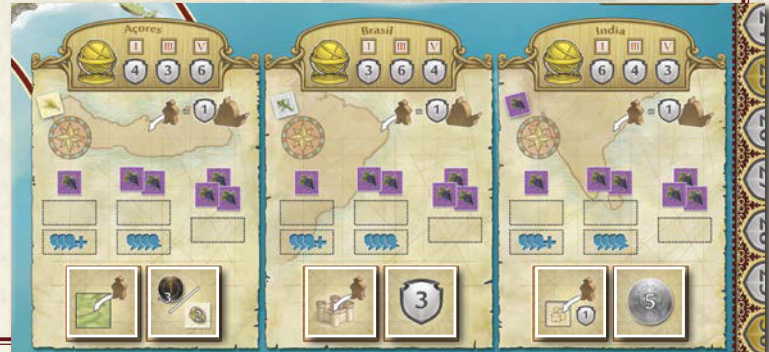 Açores
I III V
4 3 6
= 1
+
3 2
Brasil
I III V
3 6 4
= 1
+
3
India
I III V
6 4 3
= 1
+
1 5